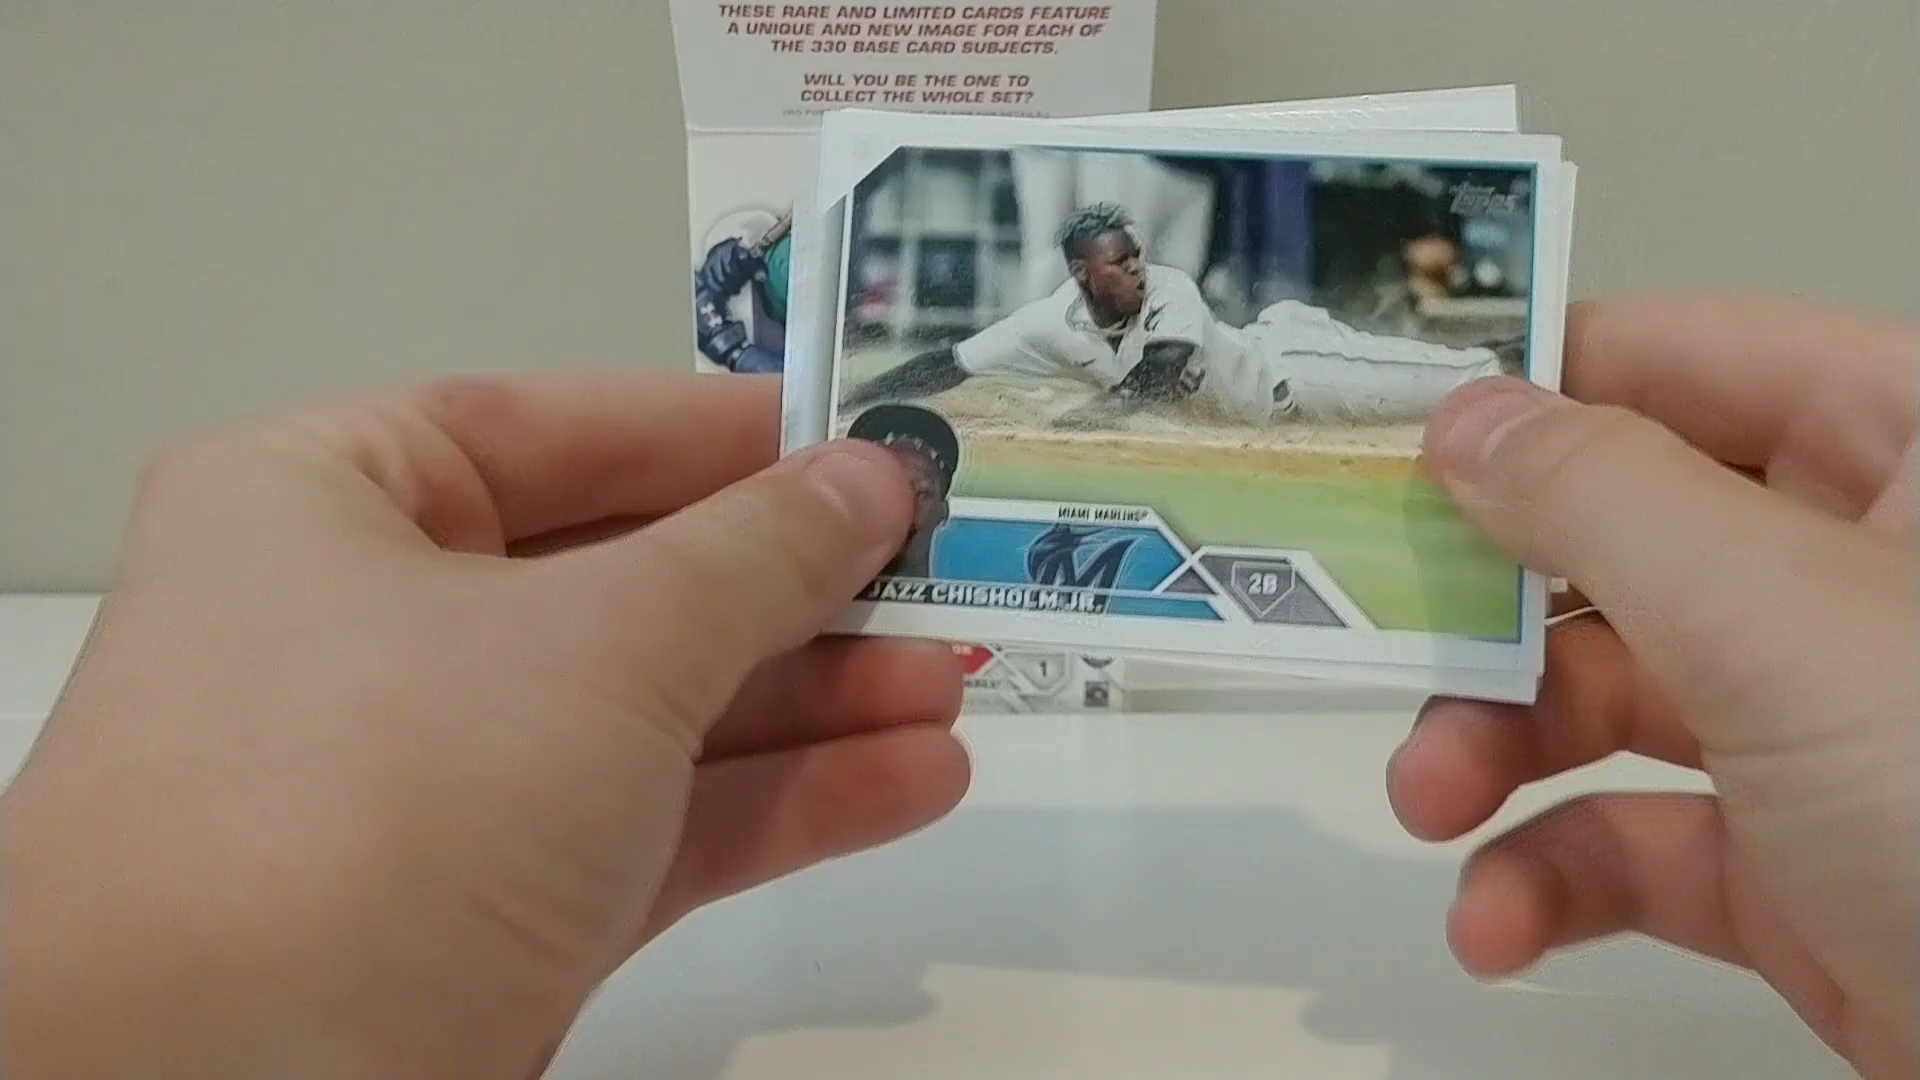 THESE RARE AND LIMITED CARDS FEATURE
A UNIQUE AND NEW IMAGE FOR EACH OF
THE 330 BASE CARD SUBJECTS.
WILL YOU BE THE ONE TO
COLLECT THE WHOLE SET?
MIAMI MARLINS®
M
JAZZ CHISHOLM JR.
2B
1